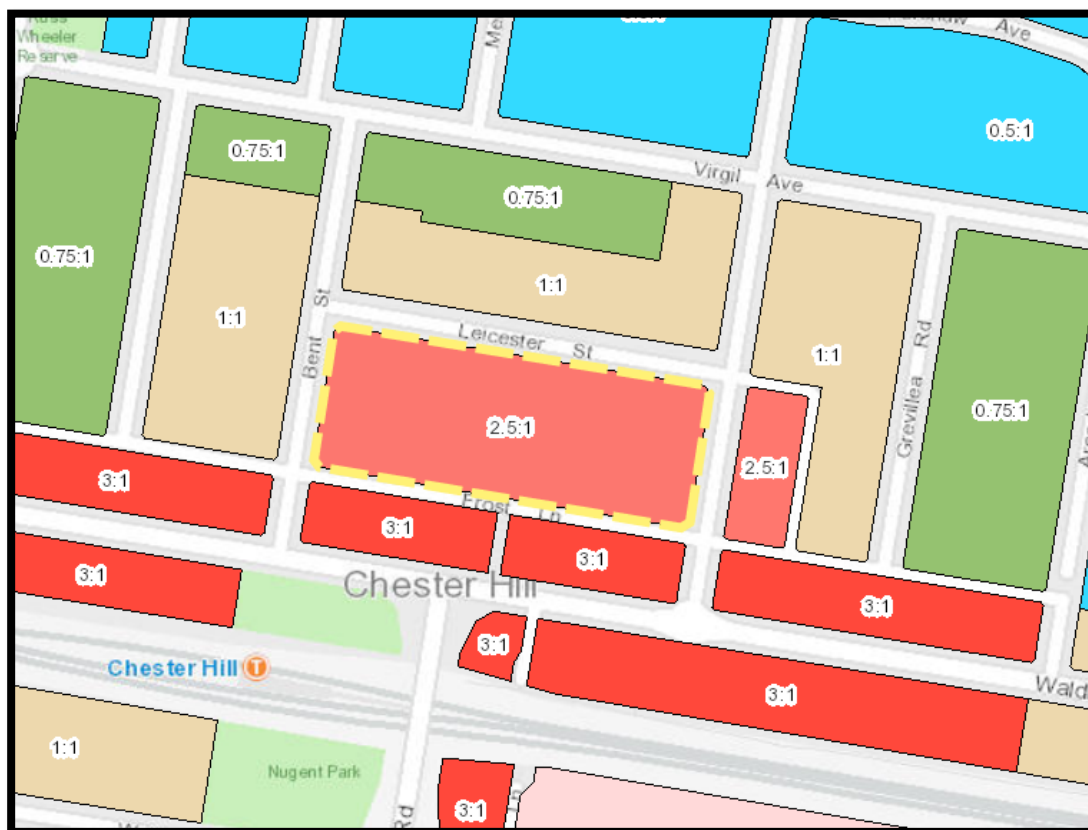 Wheeler
Reserve
Ave
0.5:1
0.75:1
Virgil Ave
0.75:1
0.75:1
1:1
1:1
St
Leicester St
Bent
Rd
1:1
Grevillea
0.75:1
2.5:1
2.5:1
3:1
Frost Ln
3:1
3:1
3:1
Chester Hill
3:1
3:1
Chester Hill T
Wald
3:1
1:1
Nugent Park
3:1
Rd